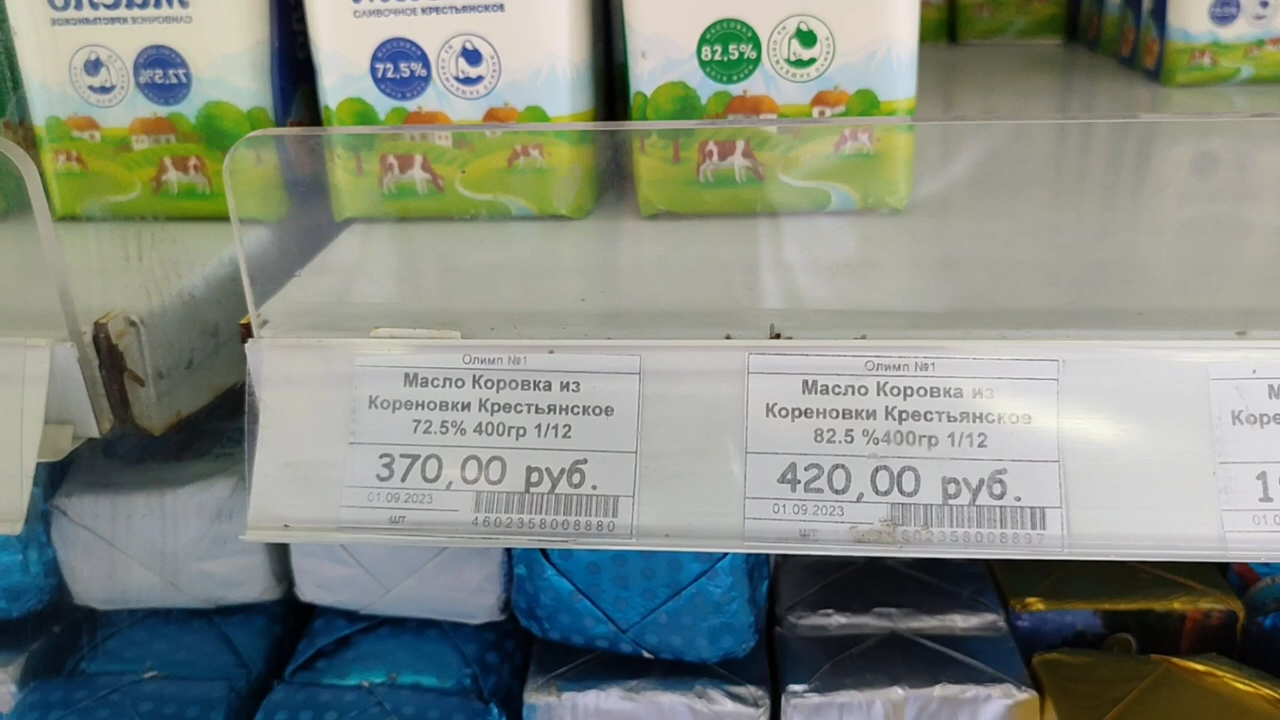 СЛИВОЧНОЕ КРЕСТЬЯНСКОЕ
72,5%
82,5%
Олимп №1
Масло Коровка из
Кореновки Крестьянское
72.5% 400гр 1/12
370,00 руб.
01.09.2023
шт
4602358008880
Олимп №1
Масло Коровка из
Кореновки Крестьянское
82.5 %400гр 1/12
420,00 руб.
01.09.2023
шт
4602358008897